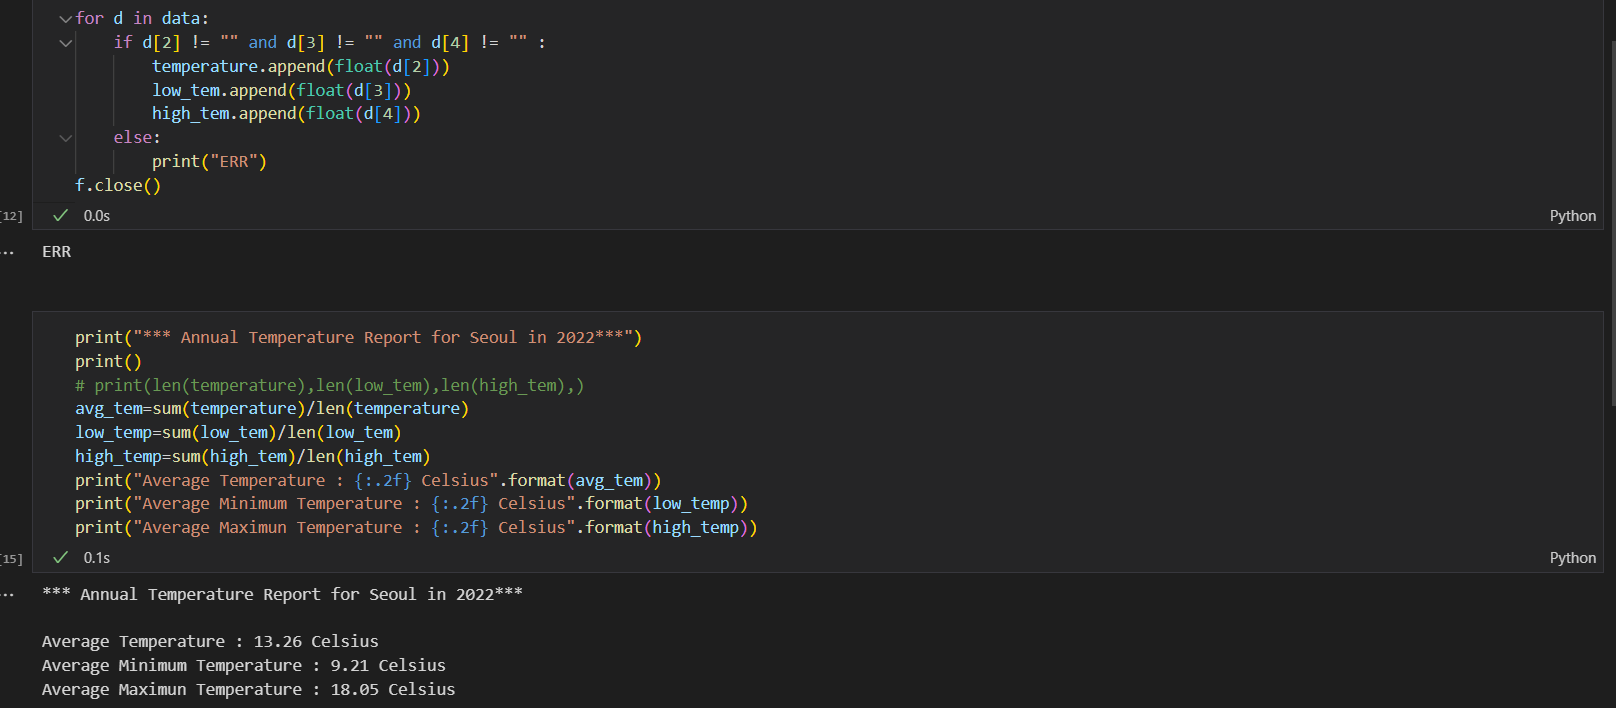 for d in data:
    if d[2] != "" and d[3] != "" and d[4] != "" :
        temperature.append(float(d[2]))
        low_tem.append(float(d[3]))
        high_tem.append(float(d[4]))
    else:
        print("ERR")
f.close()
[12] 0.0s Python
ERR
print("*** Annual Temperature Report for Seoul in 2022***")
print()
# print(len(temperature),len(low_tem),len(high_tem),)
avg_tem=sum(temperature)/len(temperature)
low_temp=sum(low_tem)/len(low_tem)
high_temp=sum(high_tem)/len(high_tem)
print("Average Temperature : {:.2f} Celsius".format(avg_tem))
print("Average Minimum Temperature : {:.2f} Celsius".format(low_temp))
print("Average Maximun Temperature : {:.2f} Celsius".format(high_temp))
[15] 0.1s Python
*** Annual Temperature Report for Seoul in 2022***
Average Temperature : 13.26 Celsius
Average Minimum Temperature : 9.21 Celsius
Average Maximun Temperature : 18.05 Celsius